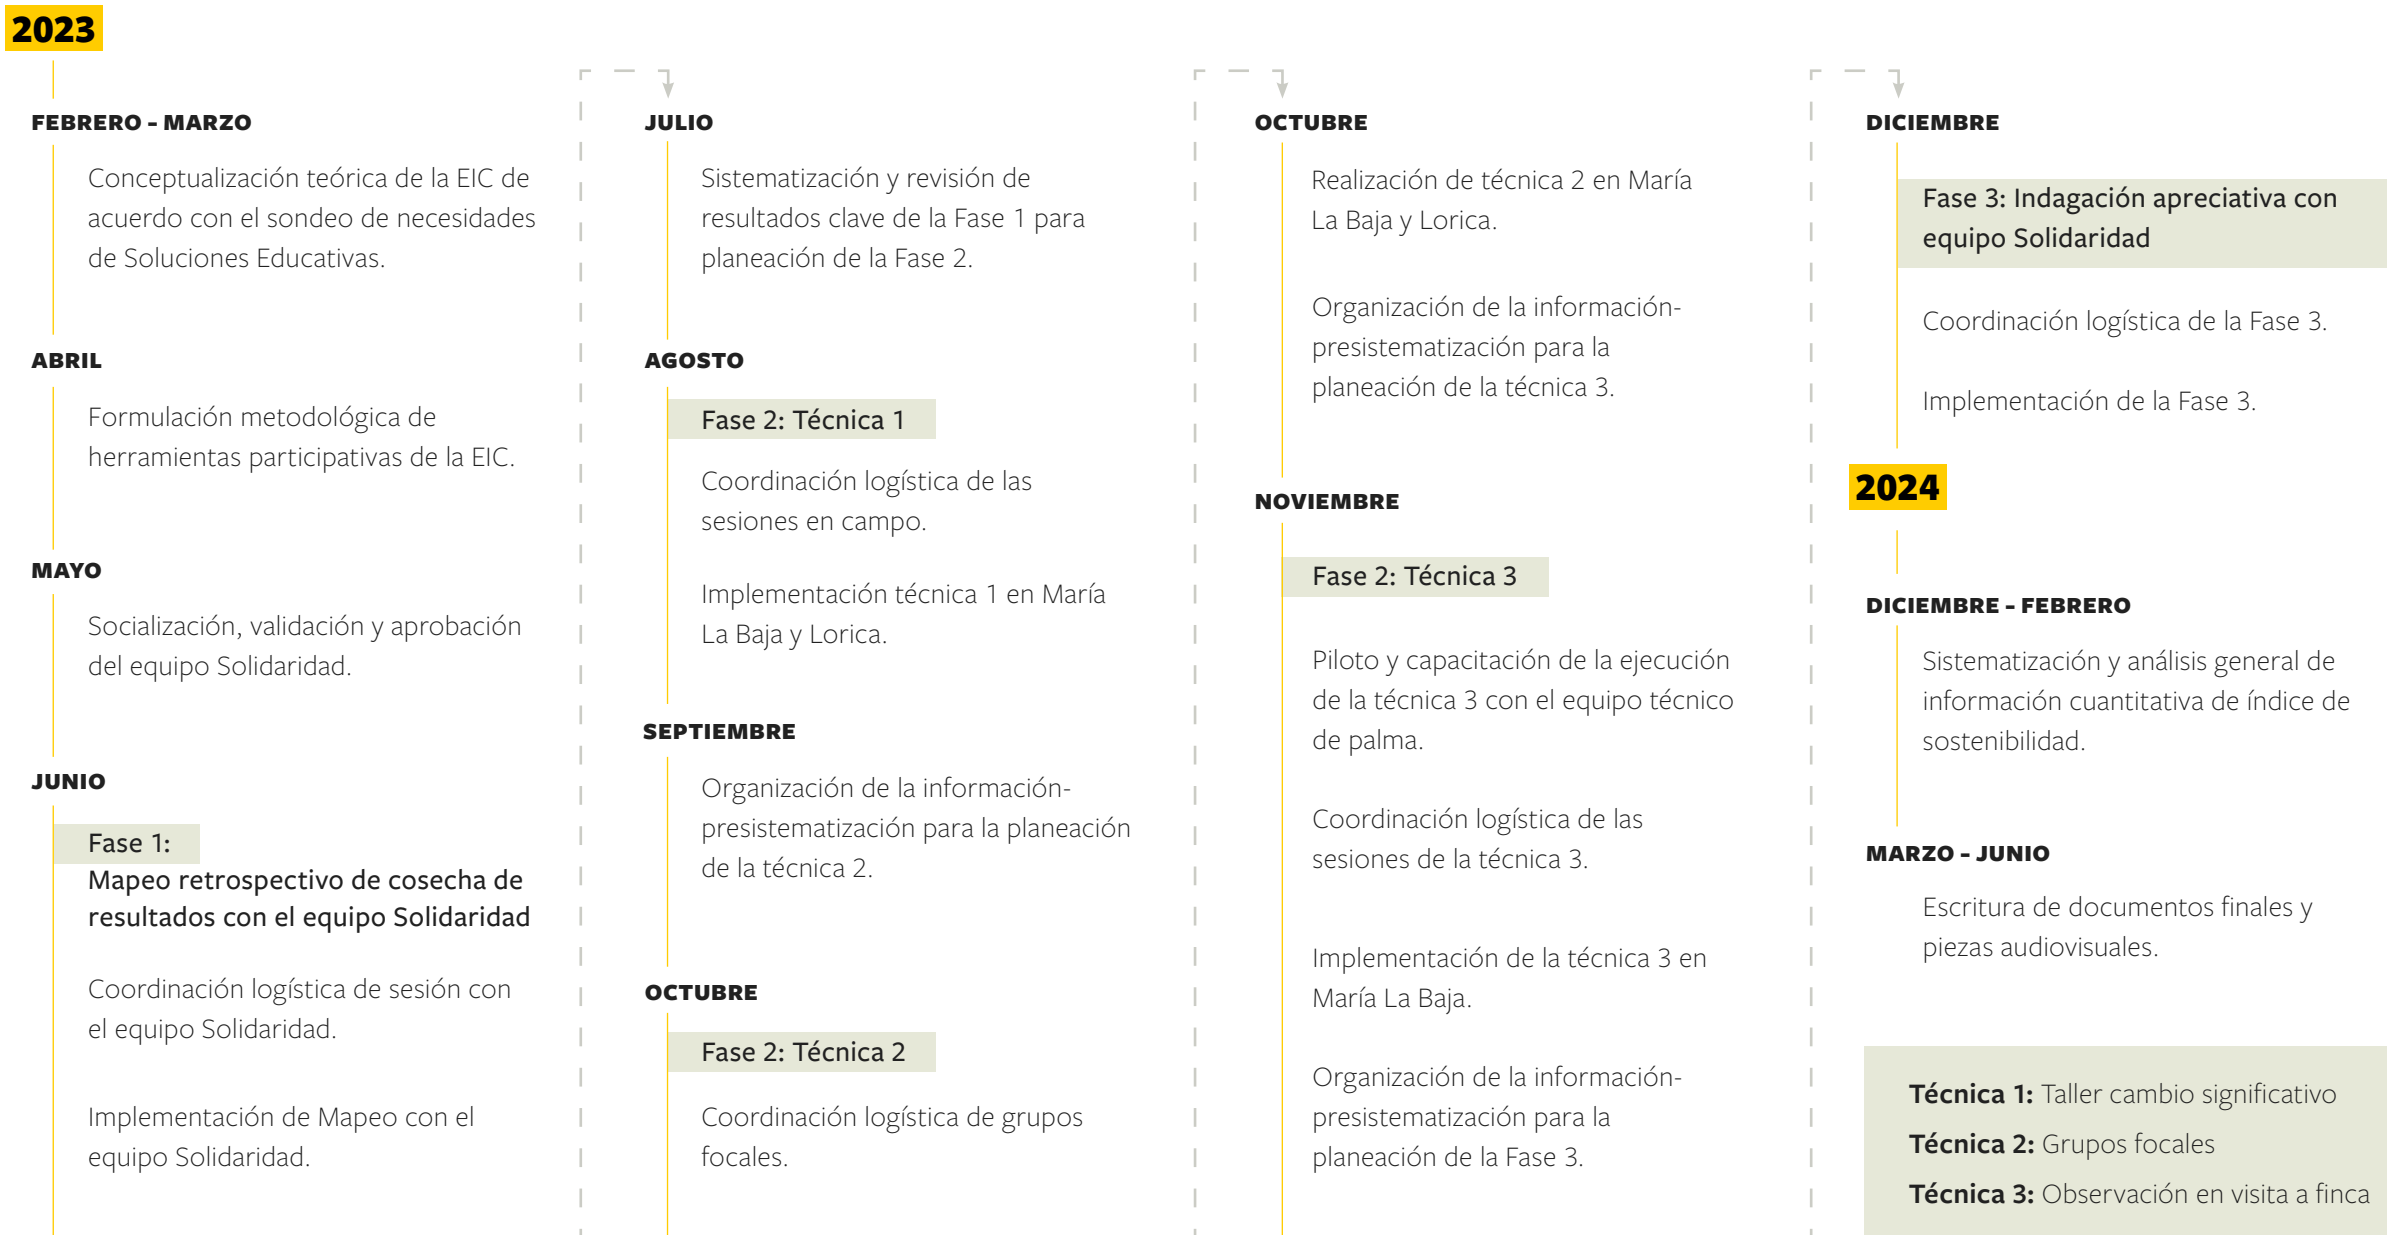 2023
FEBRERO - MARZO
Conceptualización teórica de la EIC de
acuerdo con el sondeo de necesidades
de Soluciones Educativas.
ABRIL
Formulación metodológica de
herramientas participativas de la EIC.
MAYO
Socialización, validación y aprobación
del equipo Solidaridad.
JUNIO
Fase 1:
Mapeo retrospectivo de cosecha de
resultados con el equipo Solidaridad
Coordinación logística de sesión con
el equipo Solidaridad.
Implementación de Mapeo con el
equipo Solidaridad.
JULIO
Sistematización y revisión de
resultados clave de la Fase 1 para
planeación de la Fase 2.
AGOSTO
Fase 2: Técnica 1
Coordinación logística de las
sesiones en campo.
Implementación técnica 1 en María
La Baja y Lorica.
SEPTIEMBRE
Organización de la información-
presistematización para la planeación
de la técnica 2.
OCTUBRE
Fase 2: Técnica 2
Coordinación logística de grupos
focales.
OCTUBRE
Realización de técnica 2 en María
La Baja y Lorica.
Organización de la información-
presistematización para la
planeación de la técnica 3.
NOVIEMBRE
Fase 2: Técnica 3
Piloto y capacitación de la ejecución
de la técnica 3 con el equipo técnico
de palma.
Coordinación logística de las
sesiones de la técnica 3.
Implementación de la técnica 3 en
María La Baja.
Organización de la información-
presistematización para la
planeación de la Fase 3.
DICIEMBRE
Fase 3: Indagación apreciativa con
equipo Solidaridad
Coordinación logística de la Fase 3.
Implementación de la Fase 3.
2024
DICIEMBRE - FEBRERO
Sistematización y análisis general de
información cuantitativa de índice de
sostenibilidad.
MARZO - JUNIO
Escritura de documentos finales y
piezas audiovisuales.
Técnica 1: Taller cambio significativo
Técnica 2: Grupos focales
Técnica 3: Observación en visita a finca